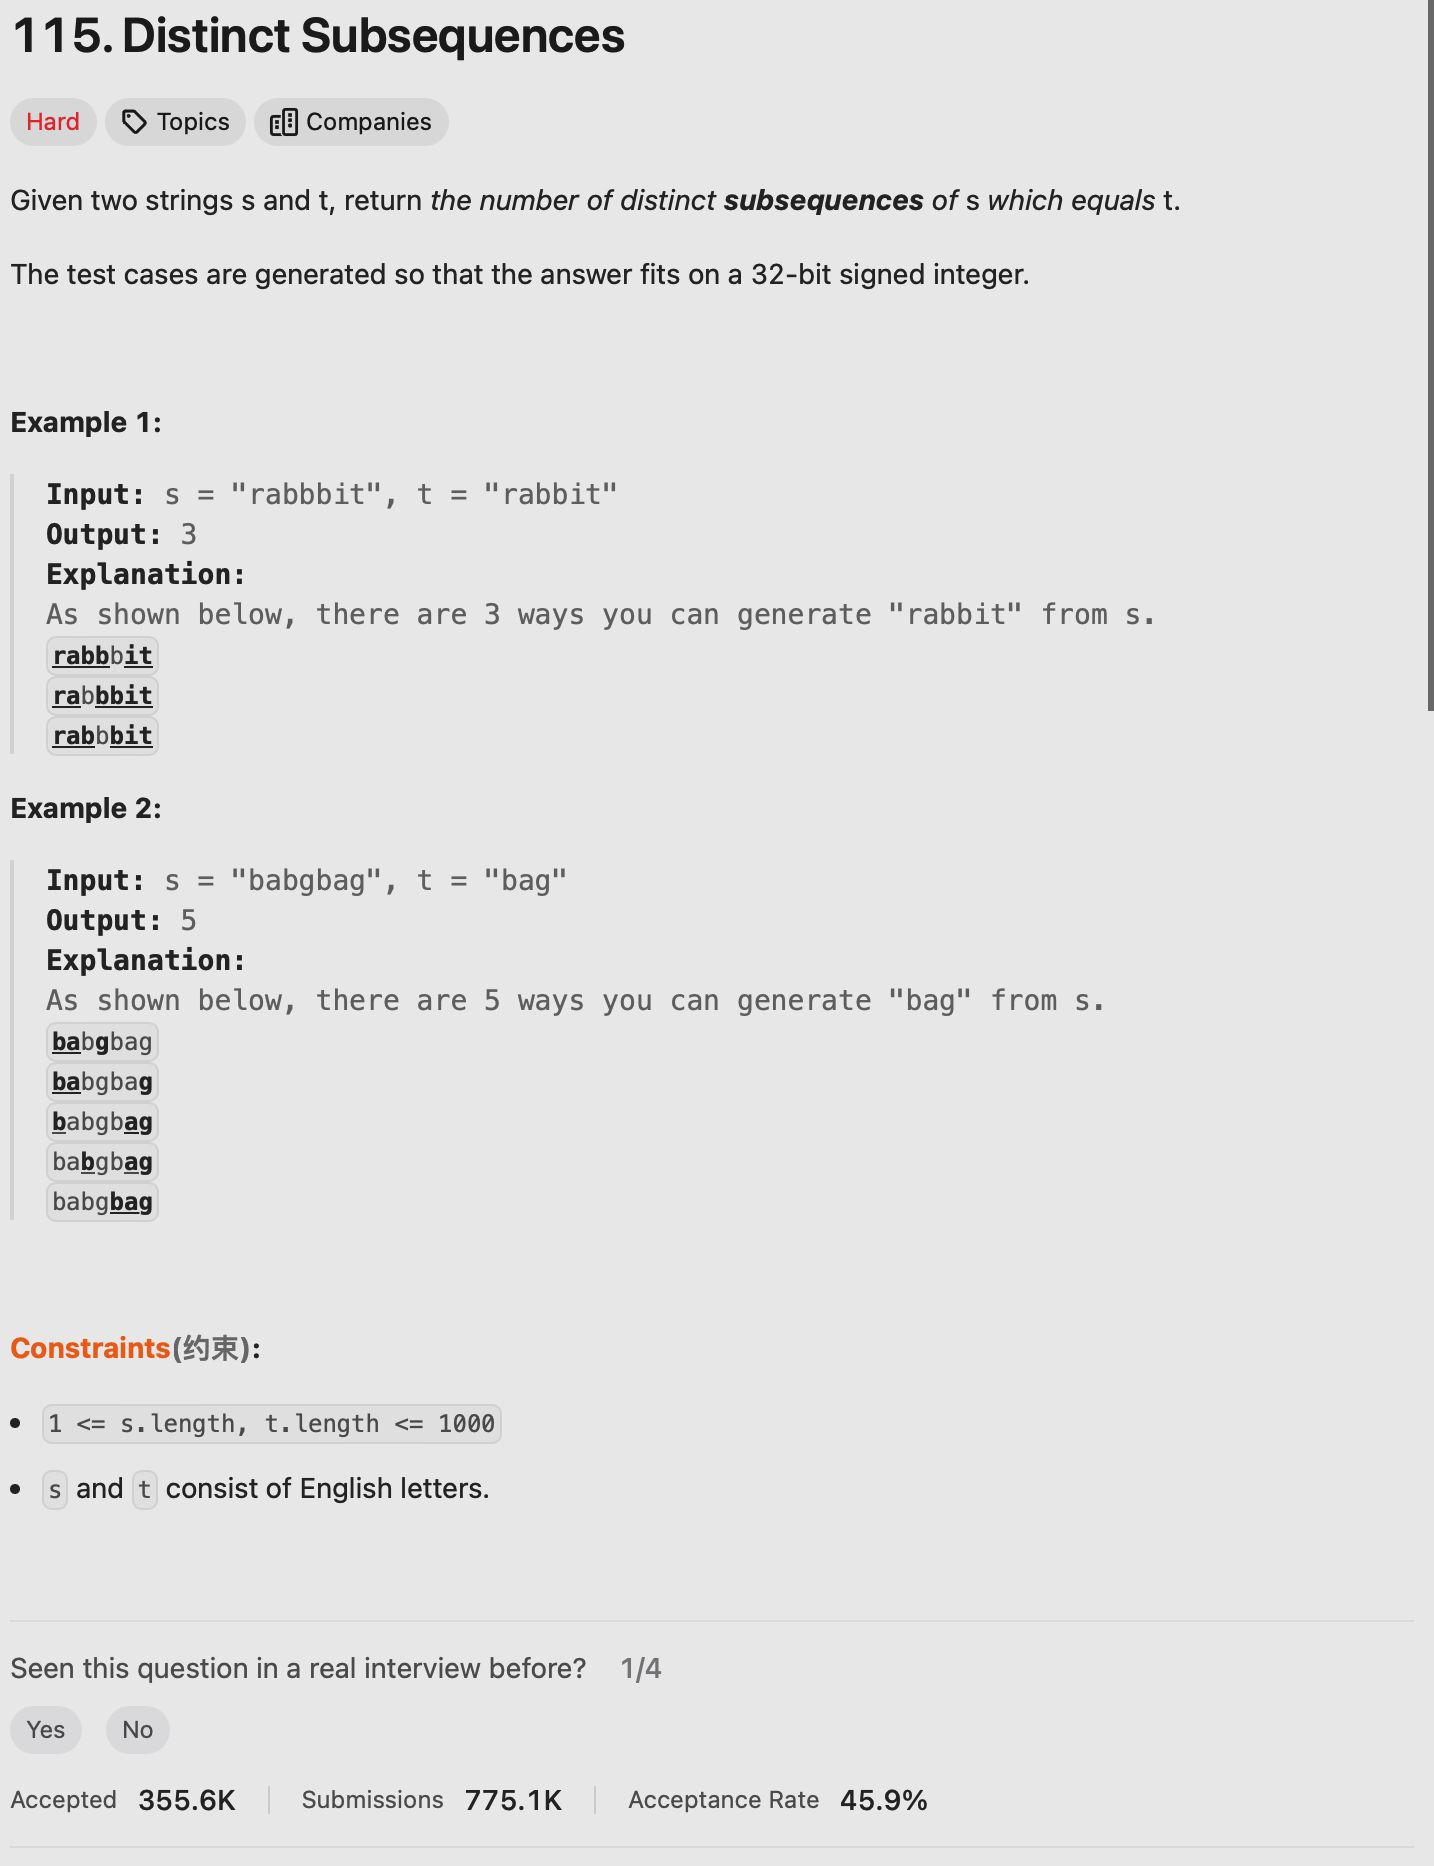 115. Distinct Subsequences
Hard Topics Companies
Given two strings s and t, return the number of distinct subsequences of s which equals t.
The test cases are generated so that the answer fits on a 32-bit signed integer.
Example 1:
Input: s = "rabbbit", t = "rabbit"
Output: 3
Explanation:
As shown below, there are 3 ways you can generate "rabbit" from s.
rabbbit
rabbbit
rabbbit
Example 2:
Input: s = "babgbag", t = "bag"
Output: 5
Explanation:
As shown below, there are 5 ways you can generate "bag" from s.
babgbag
babgbag
babgbag
babgbag
babgbag
Constraints(约束):
• 1 <= s.length, t.length <= 1000
• s and t consist of English letters.
Seen this question in a real interview before? 1/4
Yes No
Accepted 355.6K Submissions 775.1K Acceptance Rate 45.9%